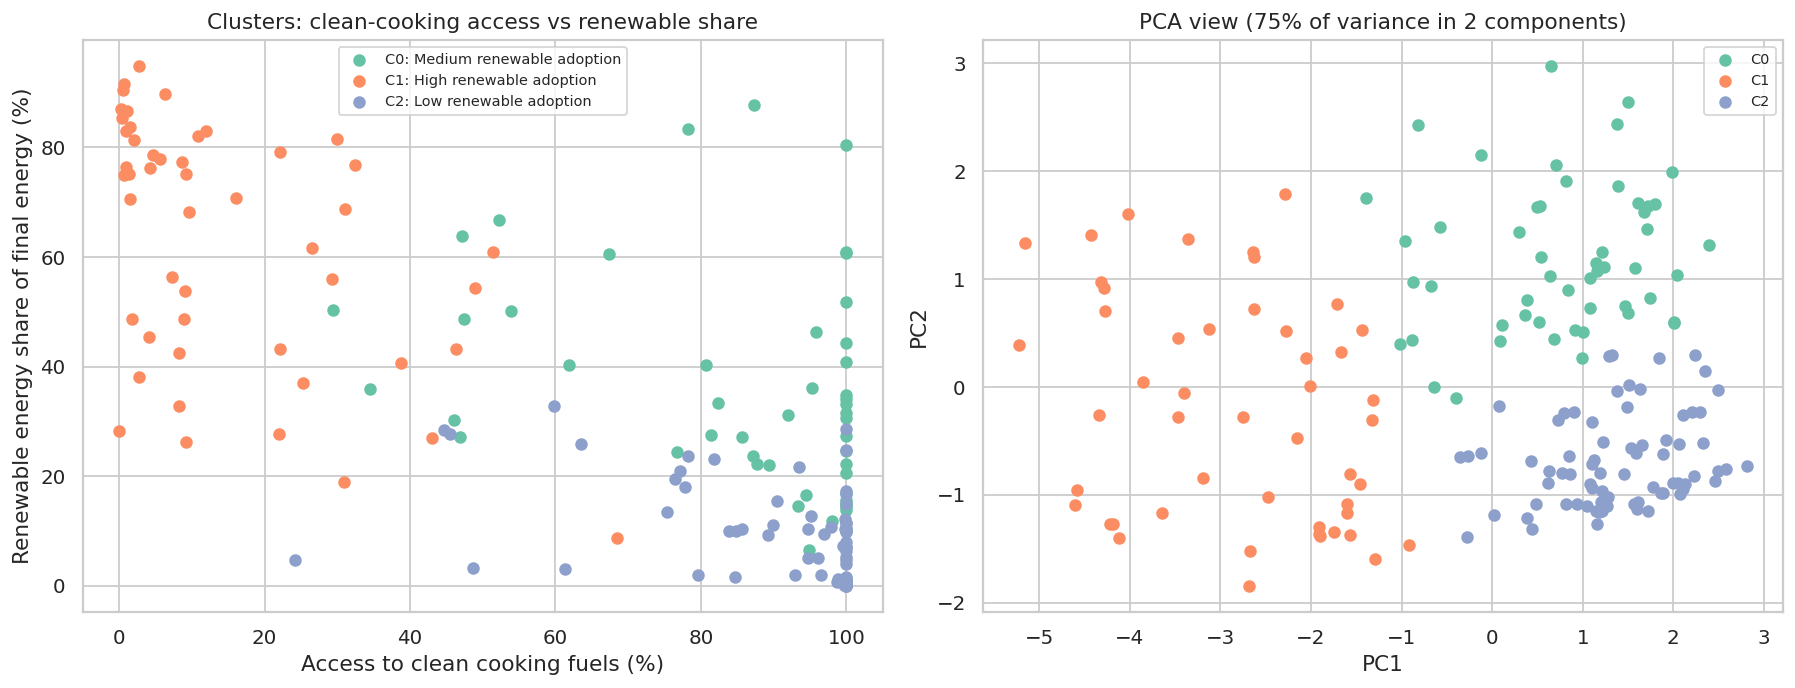 Clusters: clean-cooking access vs renewable share
C0: Medium renewable adoption
C1: High renewable adoption
C2: Low renewable adoption
Renewable energy share of final energy (%)
80
60
40
20
0
0 20 40 60 80 100
Access to clean cooking fuels (%)
PCA view (75% of variance in 2 components)
C0
C1
C2
PC2
3
2
1
0
−1
−2
−5 −4 −3 −2 −1 0 1 2 3
PC1